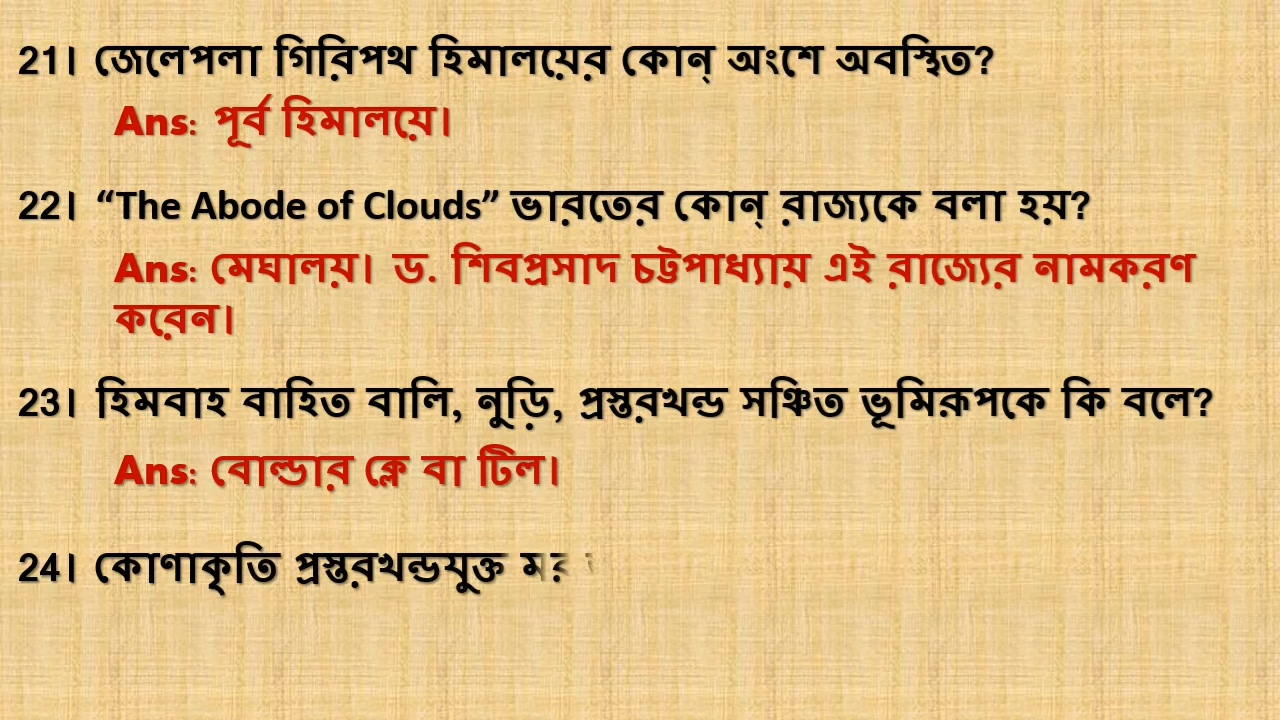 21। জেলেপলা গিরিপথ হিমালয়ের কোন্ অংশে অবস্থিত?
Ans: পূর্ব হিমালয়ে।
22। “The Abode of Clouds” ভারতের কোন্ রাজ্যকে বলা হয়?
Ans: মেঘালয়। ড. শিবপ্রসাদ চট্টপাধ্যায় এই রাজ্যের নামকরণ
করেন।
23। হিমবাহ বাহিত বালি, নুড়ি, প্রস্তরখন্ড সঞ্চিত ভূমিরূপকে কি বলে?
Ans: বোল্ডার ক্লে বা টিল।
24। কোণাকৃতি প্রস্তরখন্ডযুক্ত